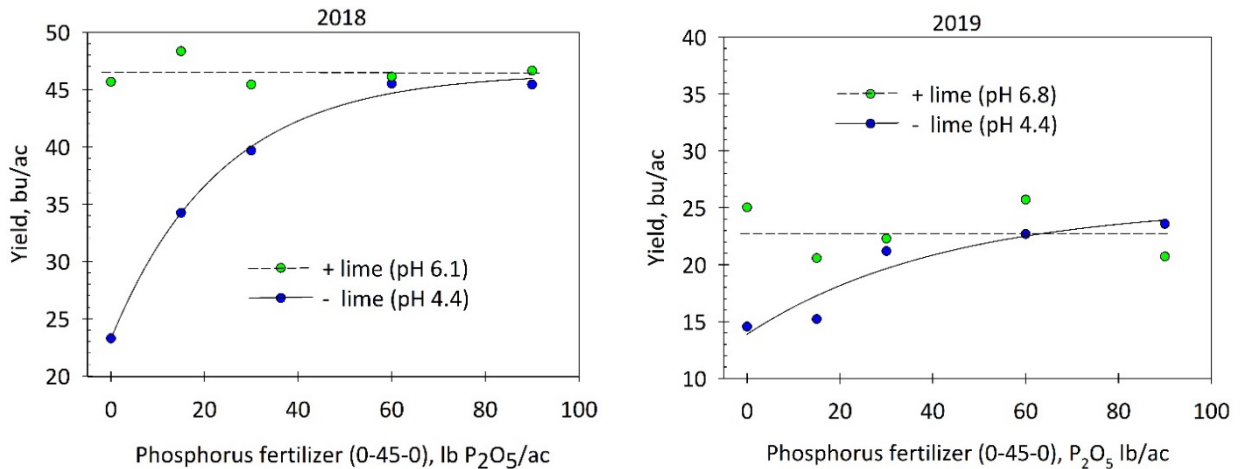 2018
50
45
40
35
30
25
20
Yield, bu/ac
+ lime (pH 6.1)
- lime (pH 4.4)
0 20 40 60 80 100
Phosphorus fertilizer (0-45-0), lb P₂O₅/ac
2019
40
35
30
25
20
15
10
Yield, bu/ac
+ lime (pH 6.8)
- lime (pH 4.4)
0 20 40 60 80 100
Phosphorus fertilizer (0-45-0), P₂O₅ lb/ac